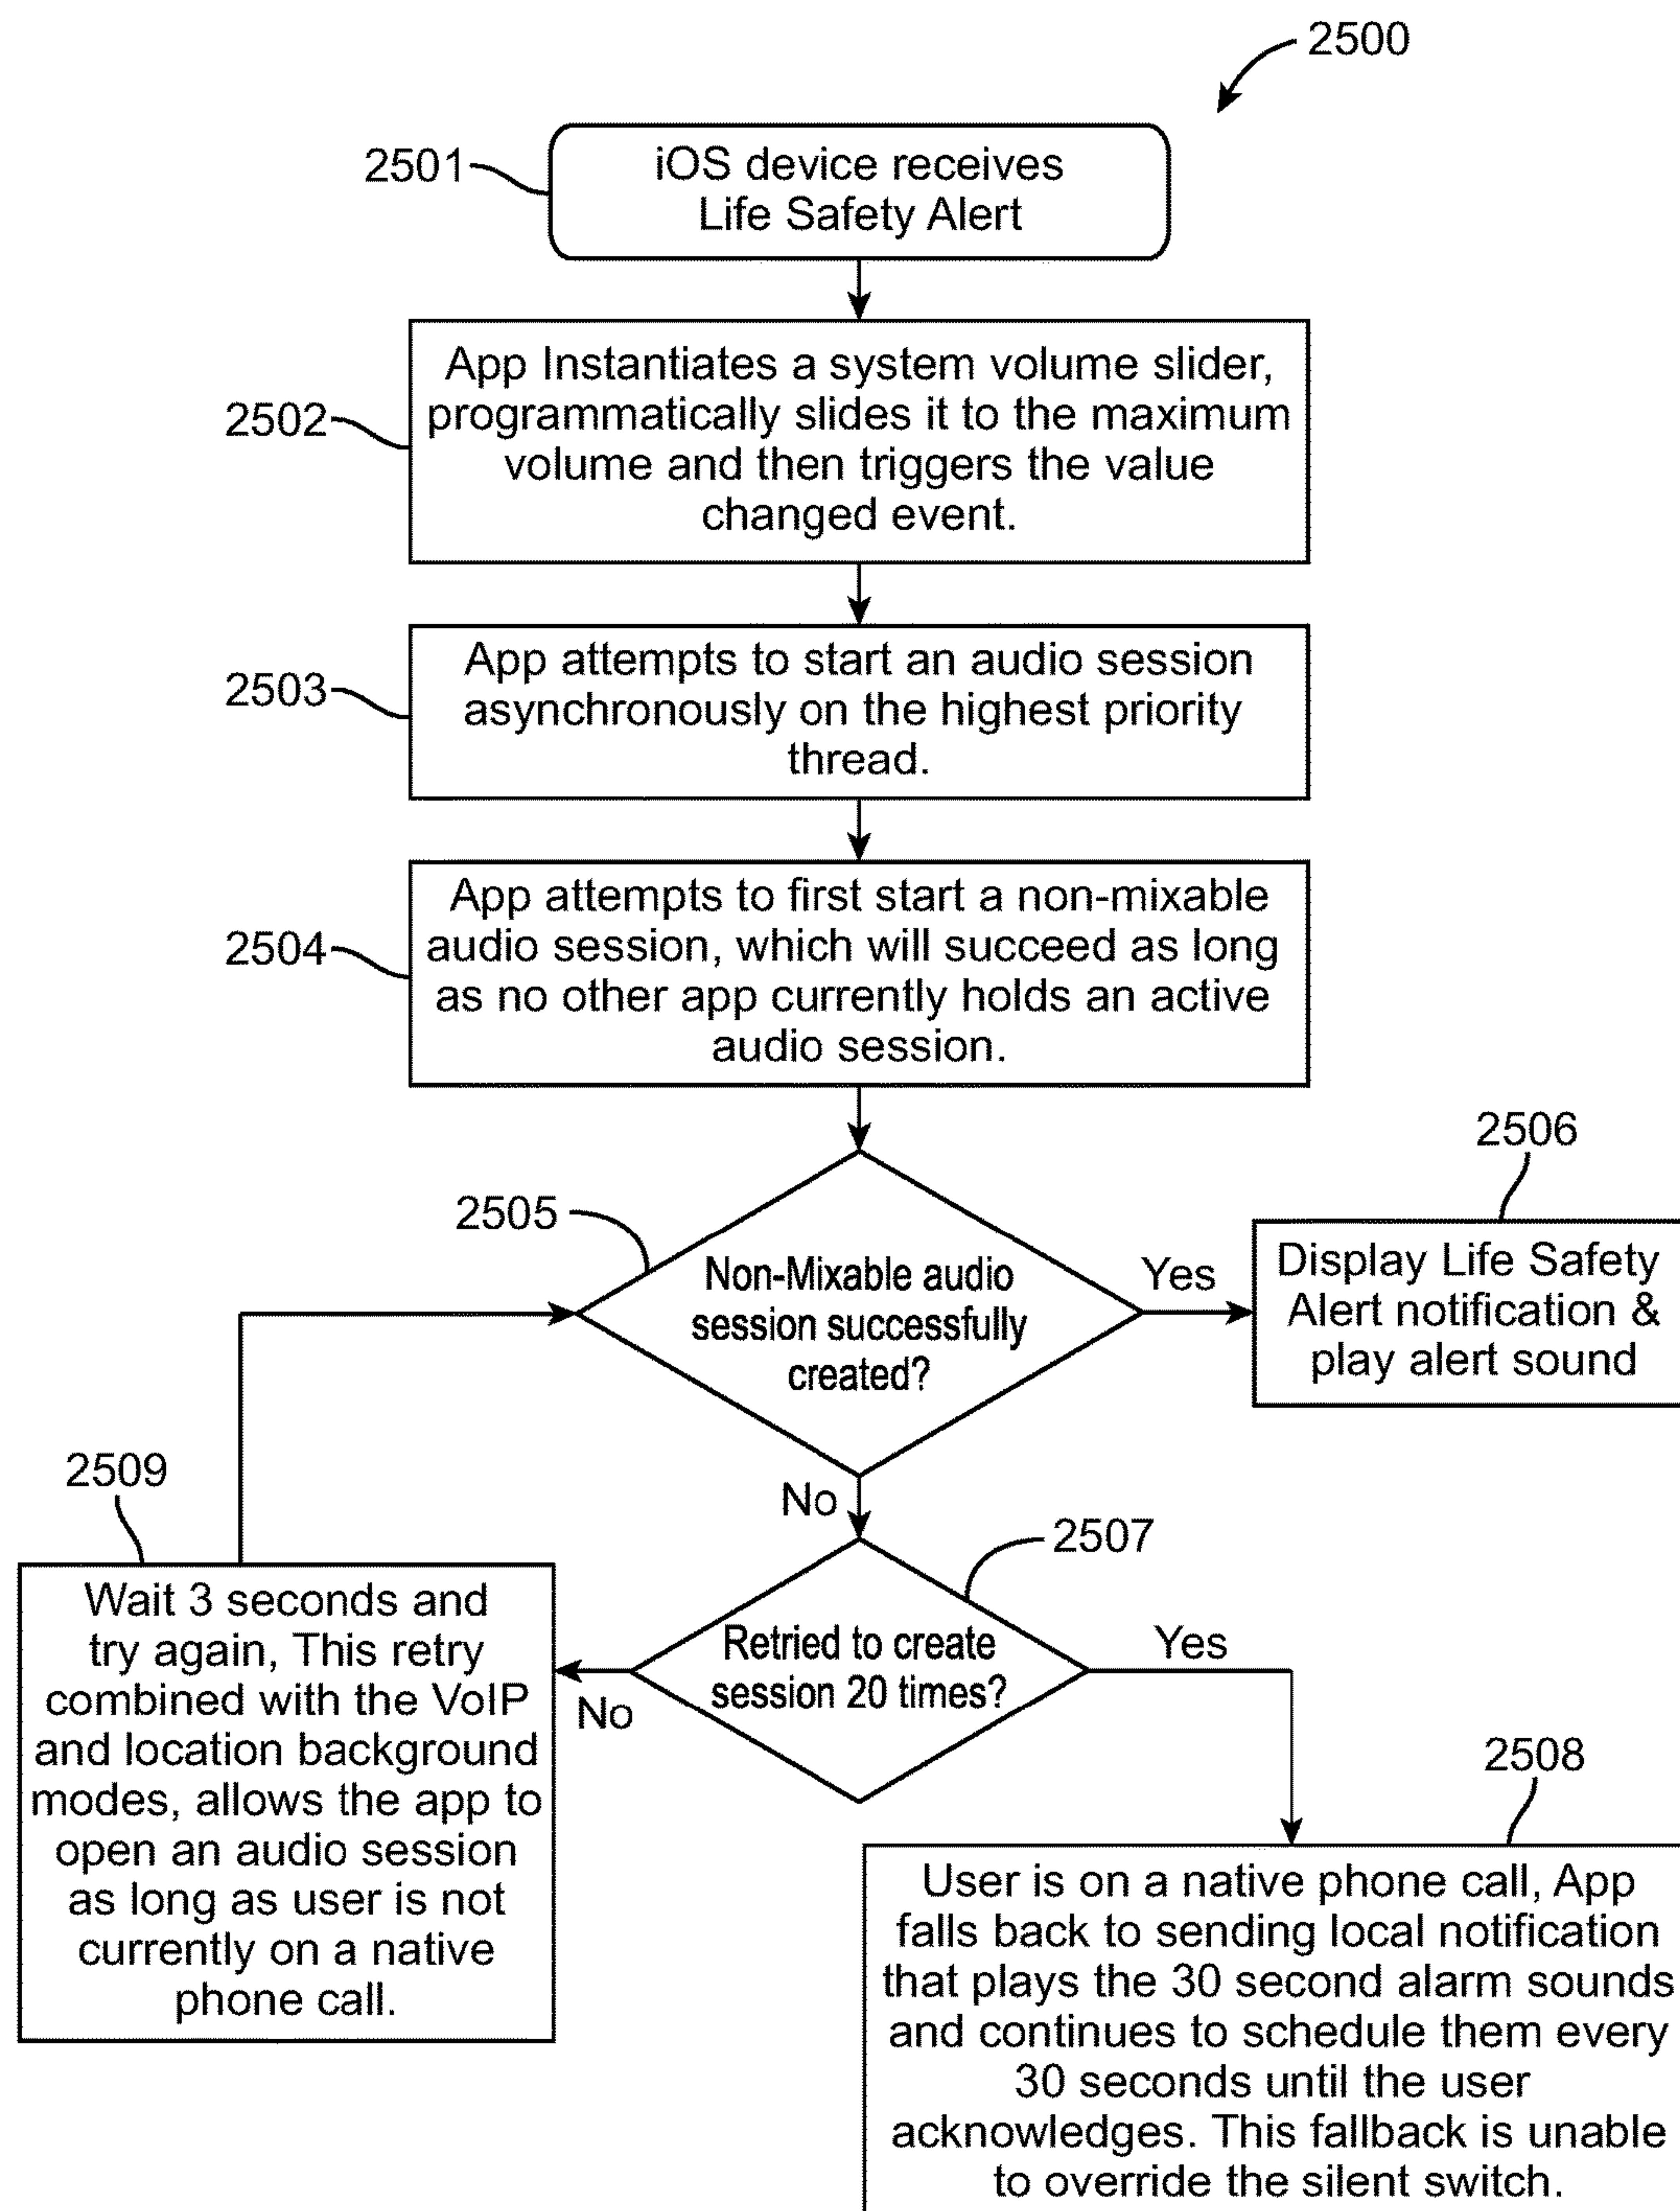 2500
2501
iOS device receives
Life Safety Alert
2502
App Instantiates a system volume slider,
programmatically slides it to the maximum
volume and then triggers the value
changed event.
2503
App attempts to start an audio session
asynchronously on the highest priority
thread.
2504
App attempts to first start a non-mixable
audio session, which will succeed as long
as no other app currently holds an active
audio session.
2505
Non-Mixable audio
session successfully
created?
Yes
2506
Display Life Safety
Alert notification &
play alert sound
No
2507
Retried to create
session 20 times?
No
Yes
2509
Wait 3 seconds and
try again, This retry
combined with the VoIP
and location background
modes, allows the app to
open an audio session
as long as user is not
currently on a native
phone call.
2508
User is on a native phone call, App
falls back to sending local notification
that plays the 30 second alarm sounds
and continues to schedule them every
30 seconds until the user
acknowledges. This fallback is unable
to override the silent switch.